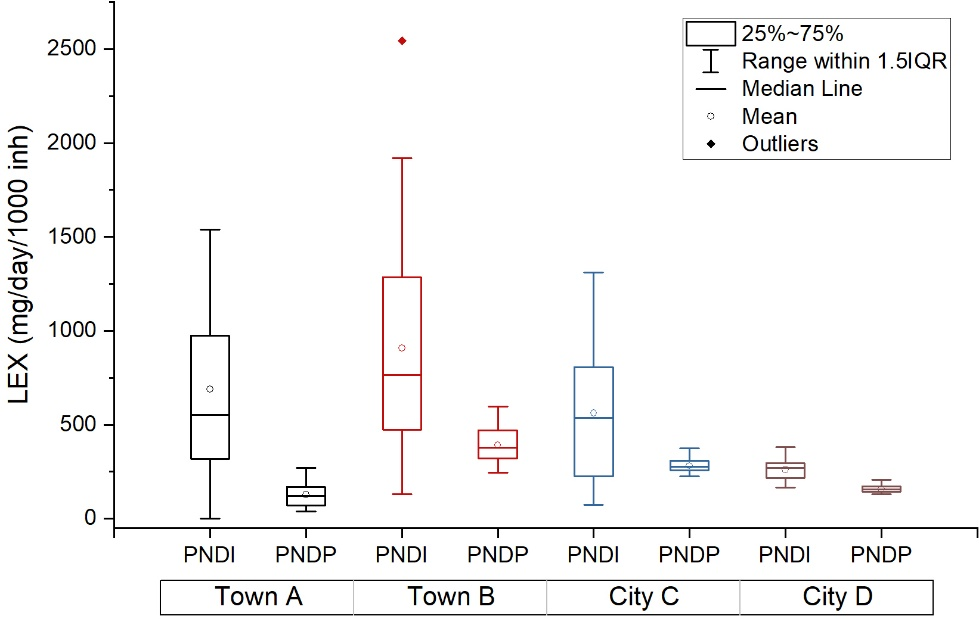 LEX (mg/day/1000 inh)
2500
2000
1500
1000
500
0
25%~75%
Range within 1.5IQR
Median Line
Mean
Outliers
PNDI PNDP PNDI PNDP PNDI PNDP PNDI PNDP
Town A Town B City C City D